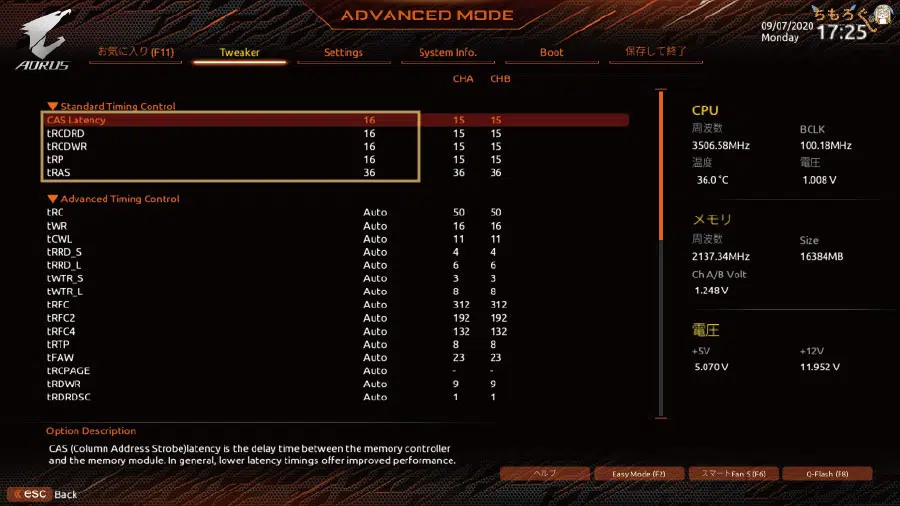 ADVANCED MODE
ちもろぐ
09/07/2020 17:25
Monday
AORUS
お気に入り (F11) Tweaker Settings System Info. Boot 保存して終了
CHA CHB
▼ Standard Timing Control
CAS Latency 16 15 15
tRCDRD 16 15 15
tRCDWR 16 15 15
tRP 16 15 15
tRAS 36 36 36
▼ Advanced Timing Control
tRC Auto 50 50
tWR Auto 16 16
tCWL Auto 11 11
tRRD_S Auto 4 4
tRRD_L Auto 6 6
tWTR_S Auto 3 3
tWTR_L Auto 8 8
tRFC Auto 312 312
tRFC2 Auto 192 192
tRFC4 Auto 132 132
tRTP Auto 8 8
tFAW Auto 23 23
tRCPAGE Auto - -
tRDWR Auto 9 9
tRDRDSC Auto 1 1
CPU
周波数 BCLK
3506.58MHz 100.18MHz
温度 電圧
36.0 °C 1.008 V
メモリ
周波数 Size
2137.34MHz 16384MB
Ch A/B Volt
1.248 V
電圧
+5V +12V
5.070 V 11.952 V
Option Description
CAS (Column Address Strobe)latency is the delay time between the memory controller
and the memory module. In general, lower latency timings offer improved performance.
ヘルプ Easy Mode (F2) スマートFan 5 (F6) Q-Flash (F8)
esc Back